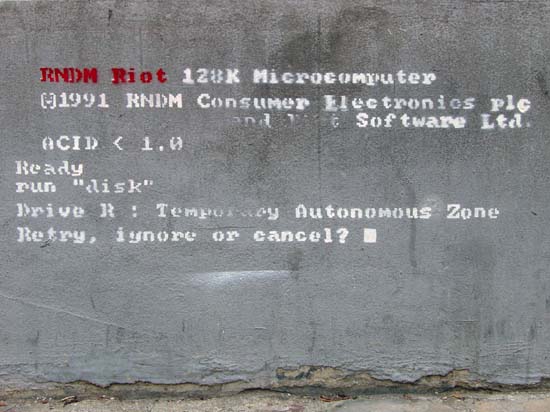 RNDM Riot 128K Microcomputer
(c)1991 RNDM Consumer Electronics plc
and Riot Software Ltd.
ACID < 1.0
Ready
run "disk"
Drive R : Temporary Autonomous Zone
Retry, ignore or cancel?